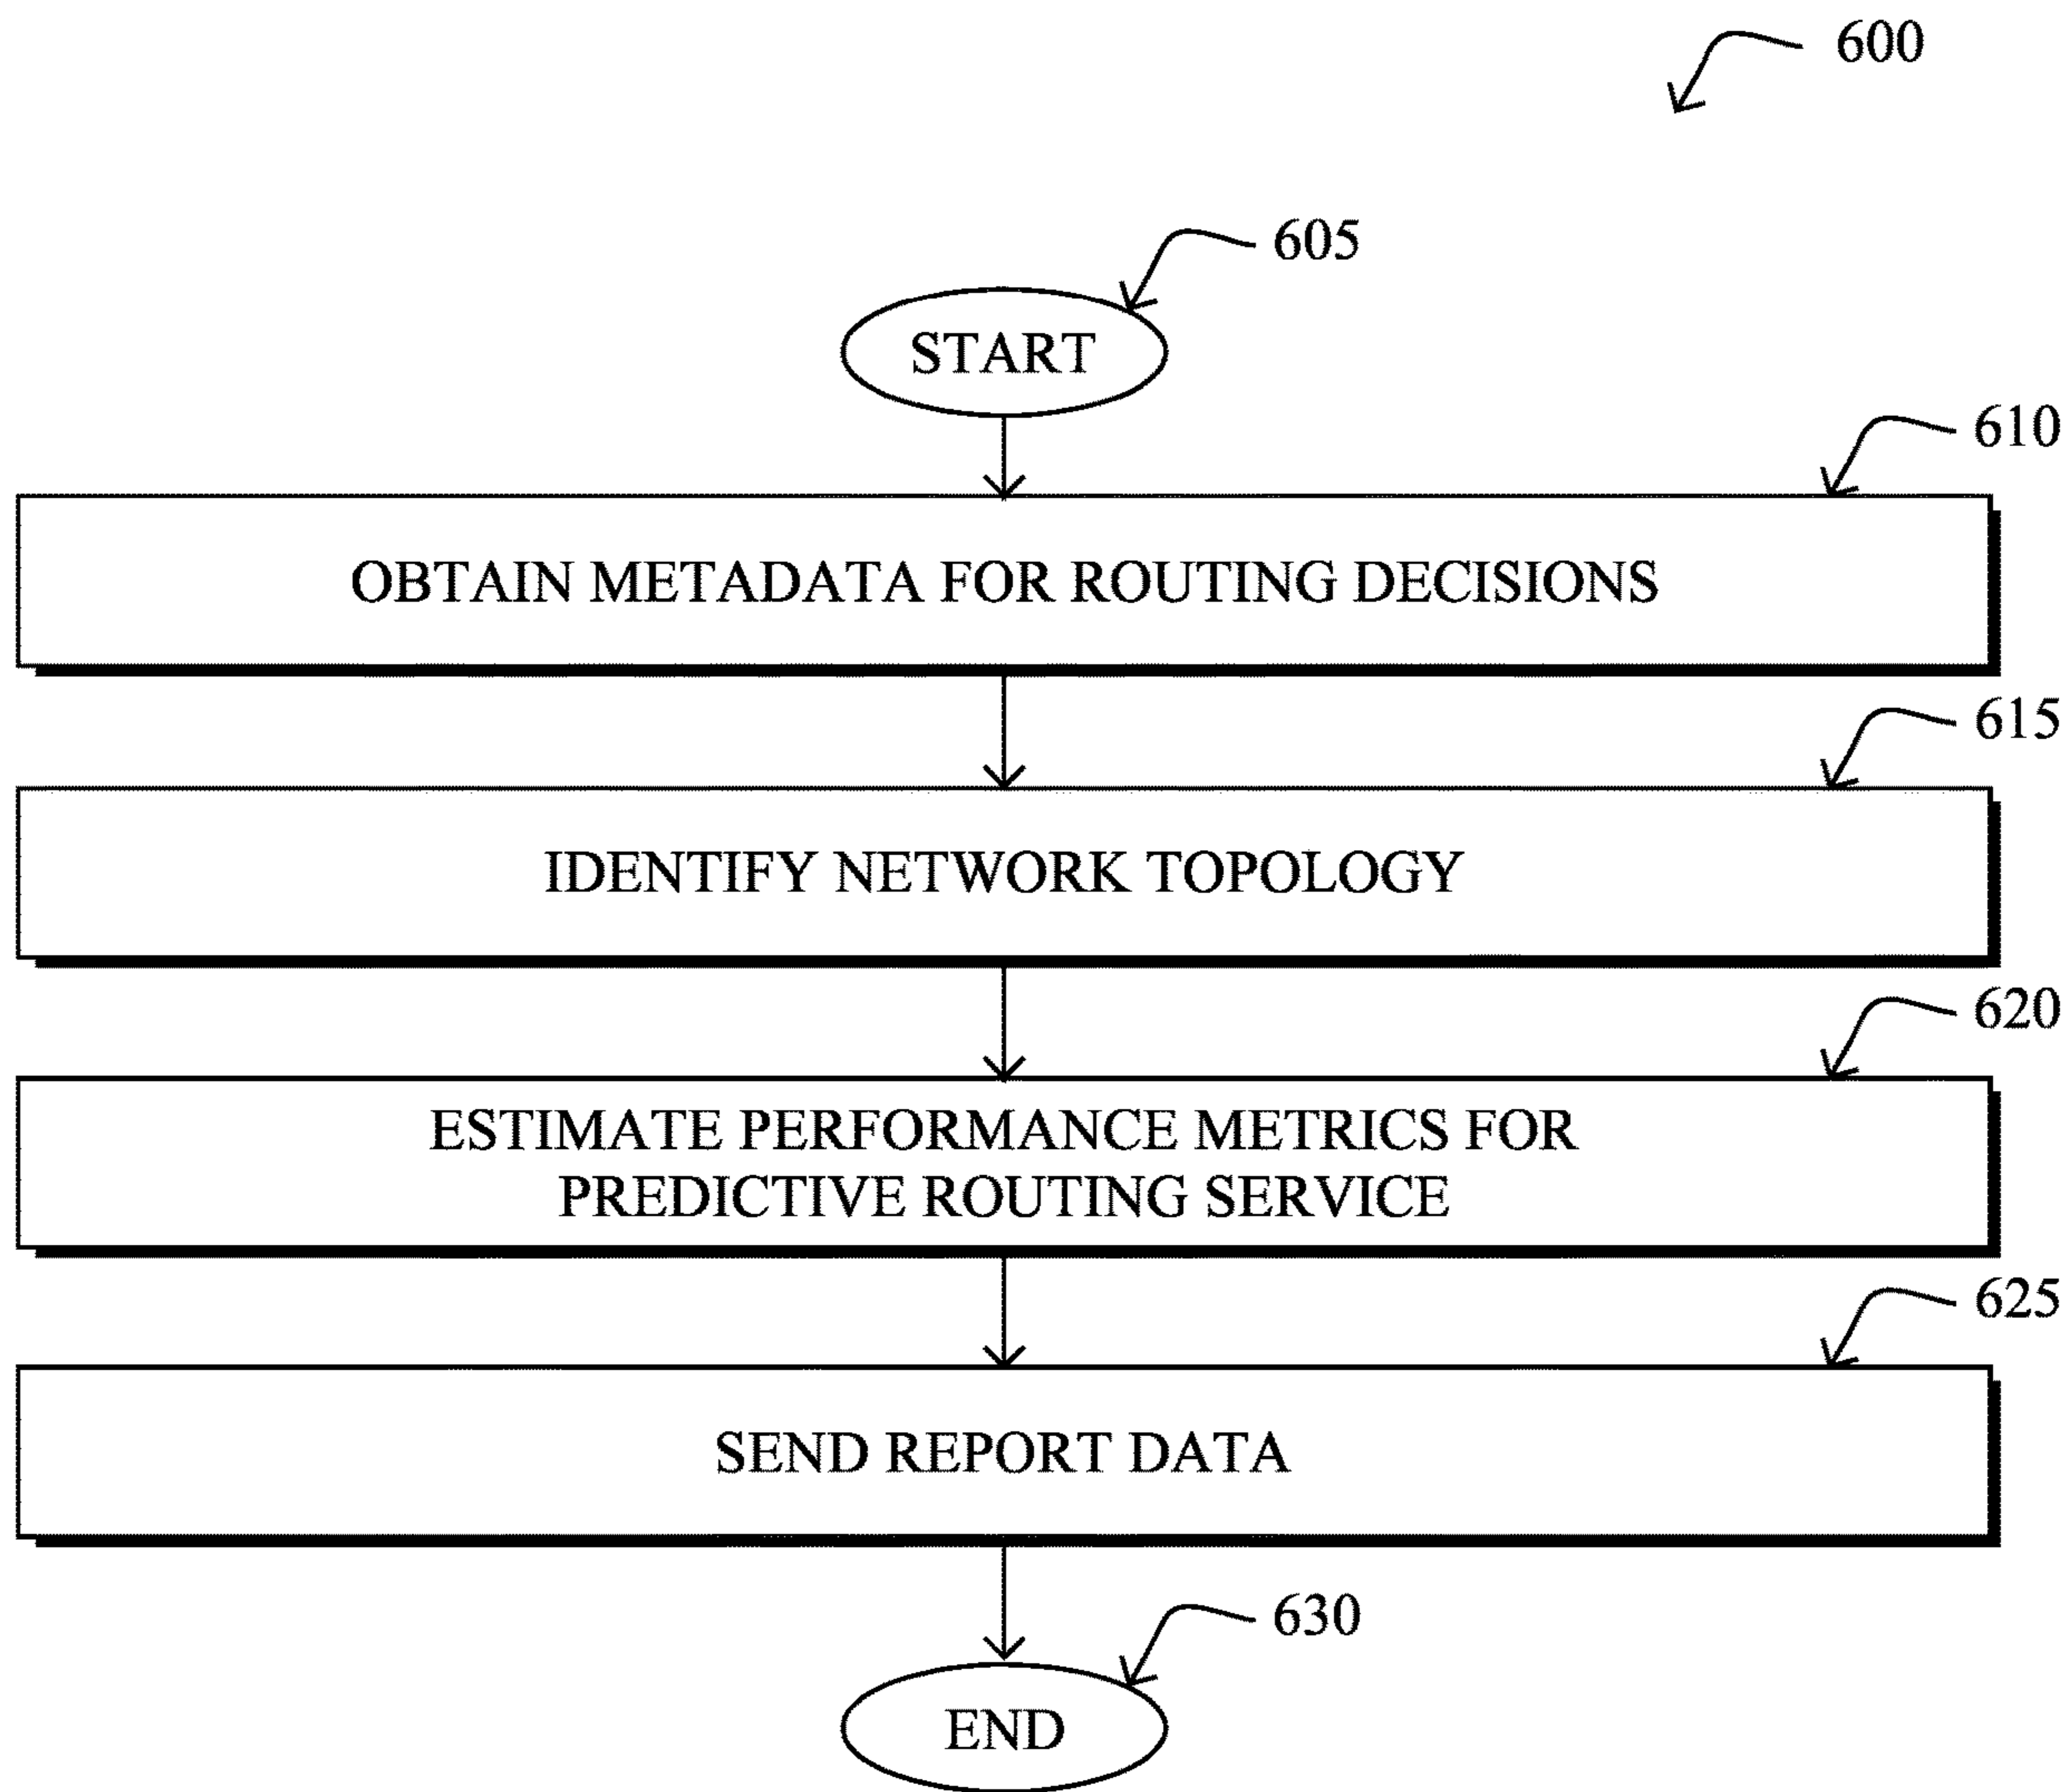 600
605
START
610
OBTAIN METADATA FOR ROUTING DECISIONS
615
IDENTIFY NETWORK TOPOLOGY
620
ESTIMATE PERFORMANCE METRICS FOR
PREDICTIVE ROUTING SERVICE
625
SEND REPORT DATA
630
END